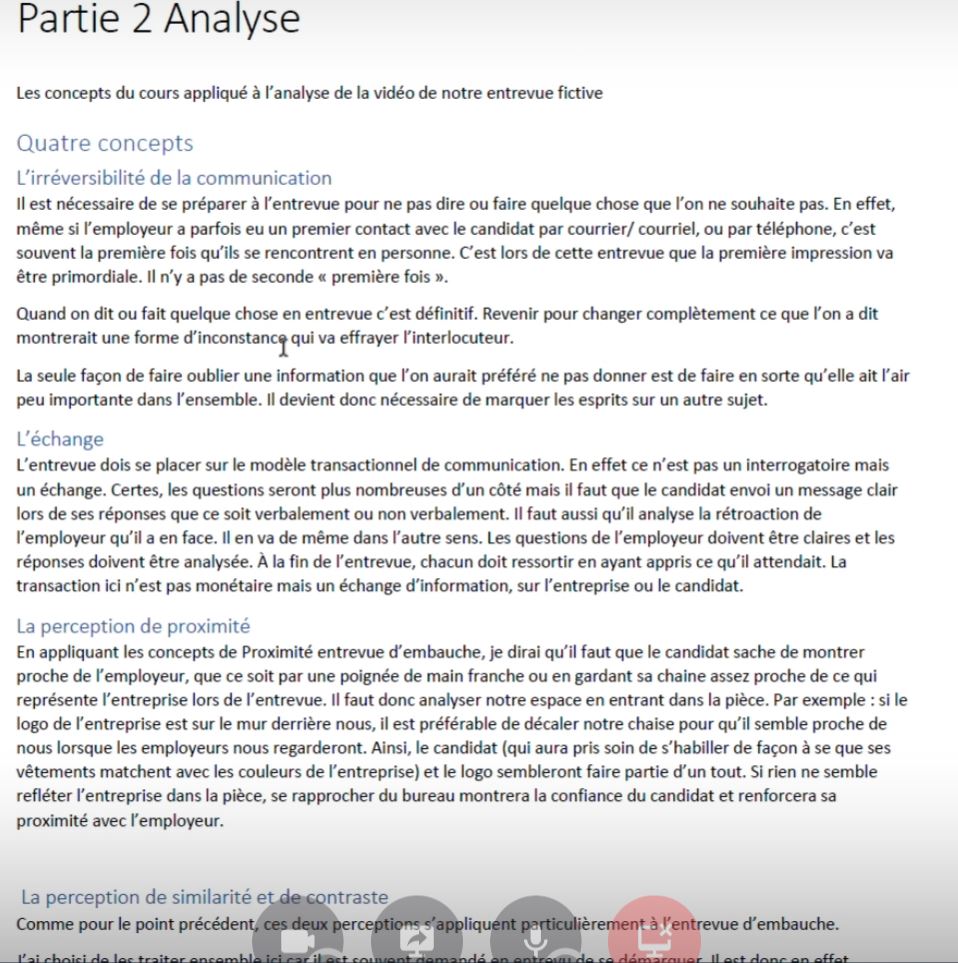 Partie 2 Analyse
Les concepts du cours appliqué à l'analyse de la vidéo de notre entrevue fictive
Quatre concepts
L'irréversibilité de la communication
Il est nécessaire de se préparer à l'entrevue pour ne pas dire ou faire quelque chose que l'on ne souhaite pas. En effet,
même si l'employeur a parfois eu un premier contact avec le candidat par courrier/ courriel, ou par téléphone, c'est
souvent la première fois qu'ils se rencontrent en personne. C'est lors de cette entrevue que la première impression va
être primordiale. Il n'y a pas de seconde « première fois ».
Quand on dit ou fait quelque chose en entrevue c'est définitif. Revenir pour changer complètement ce que l'on a dit
montrerait une forme d'inconstance qui va effrayer l'interlocuteur.
La seule façon de faire oublier une information que l'on aurait préféré ne pas donner est de faire en sorte qu'elle ait l'air
peu importante dans l'ensemble. Il devient donc nécessaire de marquer les esprits sur un autre sujet.
L'échange
L'entrevue dois se placer sur le modèle transactionnel de communication. En effet ce n'est pas un interrogatoire mais
un échange. Certes, les questions seront plus nombreuses d'un côté mais il faut que le candidat envoi un message clair
lors de ses réponses que ce soit verbalement ou non verbalement. Il faut aussi qu'il analyse la rétroaction de
l'employeur qu'il a en face. Il en va de même dans l'autre sens. Les questions de l'employeur doivent être claires et les
réponses doivent être analysée. À la fin de l'entrevue, chacun doit ressortir en ayant appris ce qu'il attendait. La
transaction ici n'est pas monétaire mais un échange d'information, sur l'entreprise ou le candidat.
La perception de proximité
En appliquant les concepts de Proximité entrevue d'embauche, je dirai qu'il faut que le candidat sache de montrer
proche de l'employeur, que ce soit par une poignée de main franche ou en gardant sa chaine assez proche de ce qui
représente l'entreprise lors de l'entrevue. Il faut donc analyser notre espace en entrant dans la pièce. Par exemple : si le
logo de l'entreprise est sur le mur derrière nous, il est préférable de décaler notre chaise pour qu'il semble proche de
nous lorsque les employeurs nous regarderont. Ainsi, le candidat (qui aura pris soin de s'habiller de façon à se que ses
vêtements matchent avec les couleurs de l'entreprise) et le logo sembleront faire partie d'un tout. Si rien ne semble
refléter l'entreprise dans la pièce, se rapprocher du bureau montrera la confiance du candidat et renforcera sa
proximité avec l'employeur.
La perception de similarité et de contraste
Comme pour le point précédent, ces deux perceptions s'appliquent particulièrement à l'entrevue d'embauche.
J'ai choisi de les traiter ensemble ici car il est souvent demandé en entrevu de se démarquer. Il est donc en effet